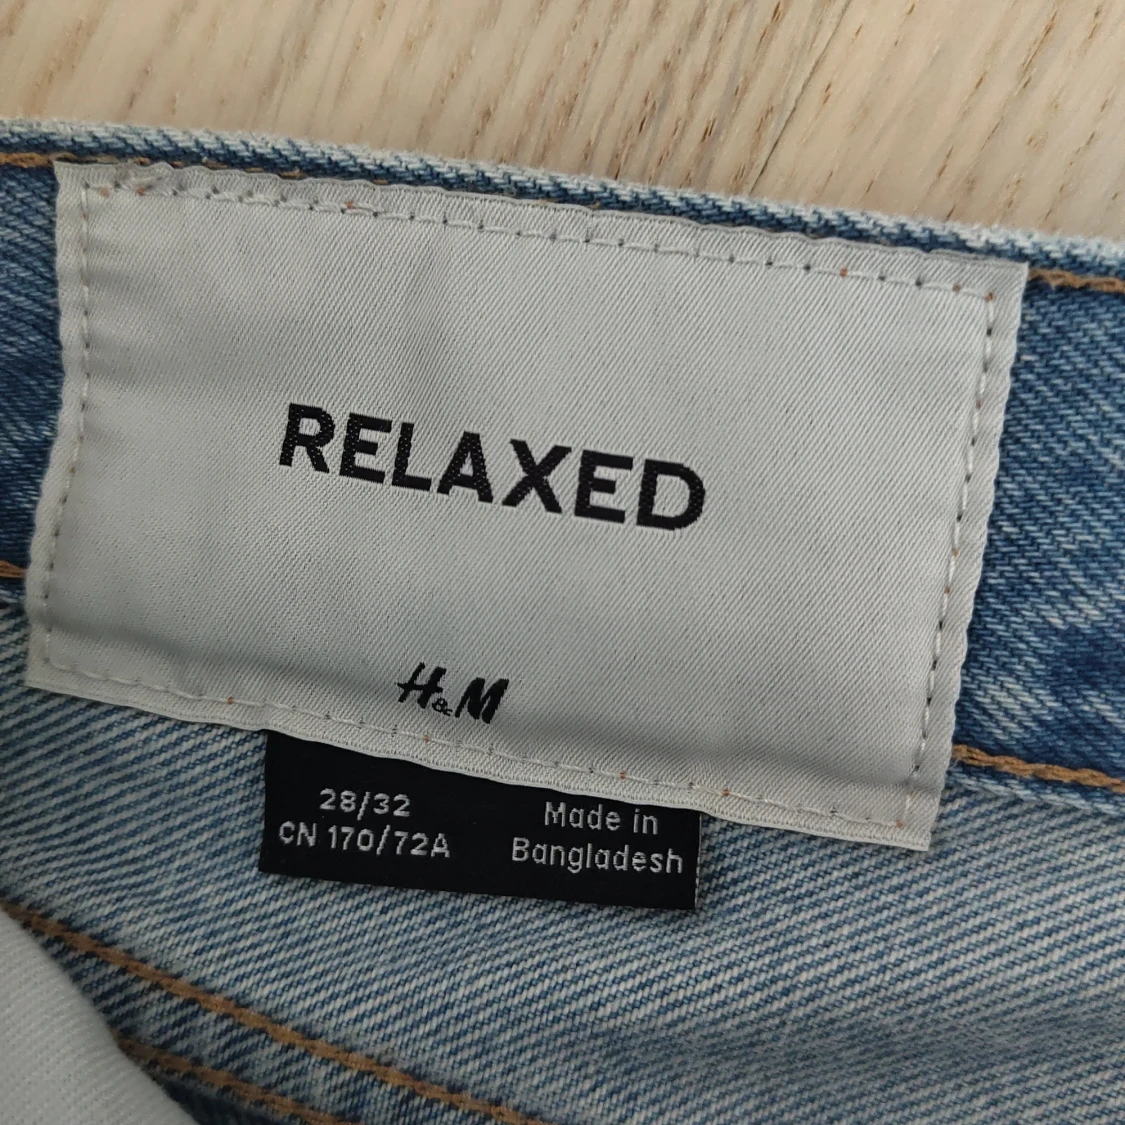 RELAXED
H&M
28/32
CN 170/72A
Made in
Bangladesh